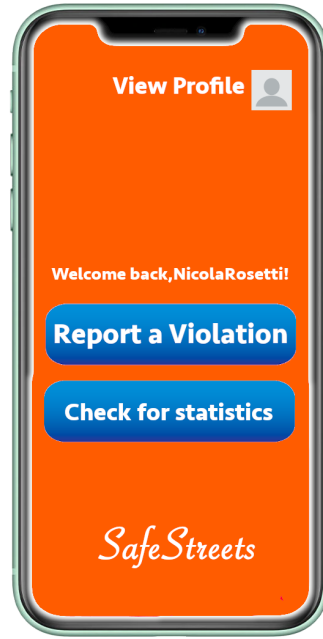 View Profile
Welcome back,NicolaRosetti!
Report a Violation
Check for statistics
SafeStreets